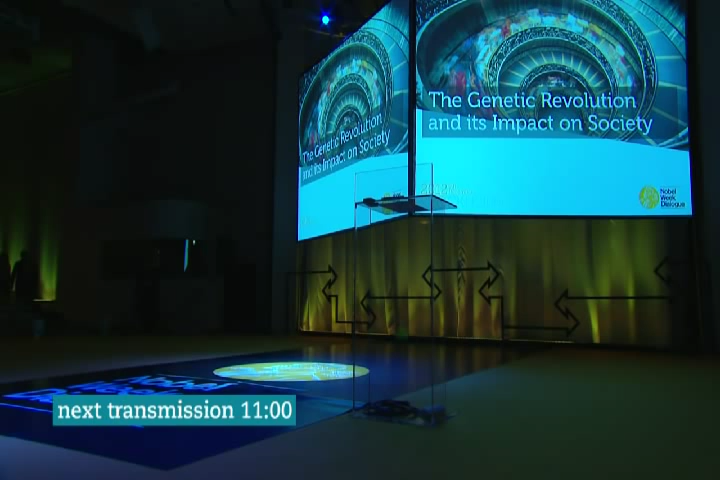 The Genetic Revolution
and its Impact on Society
The Genetic Revolution
and its Impact on Society
Nobel
Week
Dialogue
Nobel
next transmission 11:00